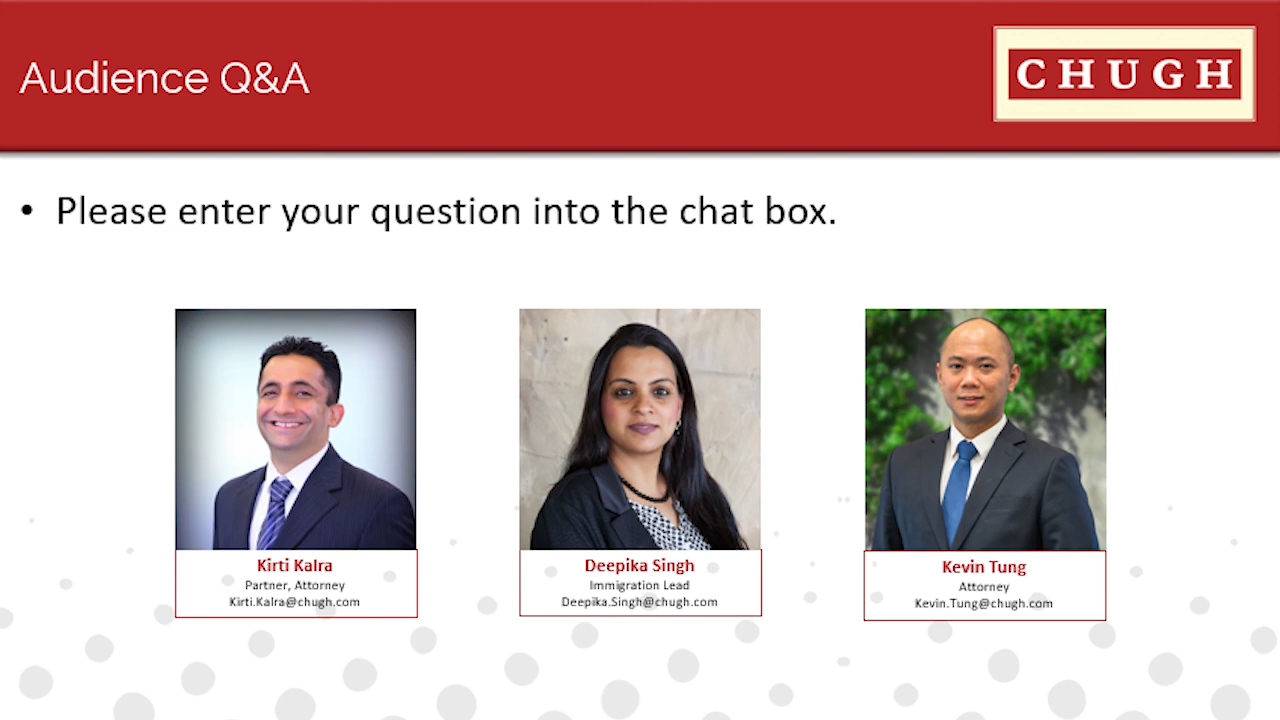 Audience Q&A
CHUGH
• Please enter your question into the chat box.
Kirti Kalra
Partner, Attorney
Kirti.Kalra@chugh.com
Deepika Singh
Immigration Lead
Deepika.Singh@chugh.com
Kevin Tung
Attorney
Kevin.Tung@chugh.com